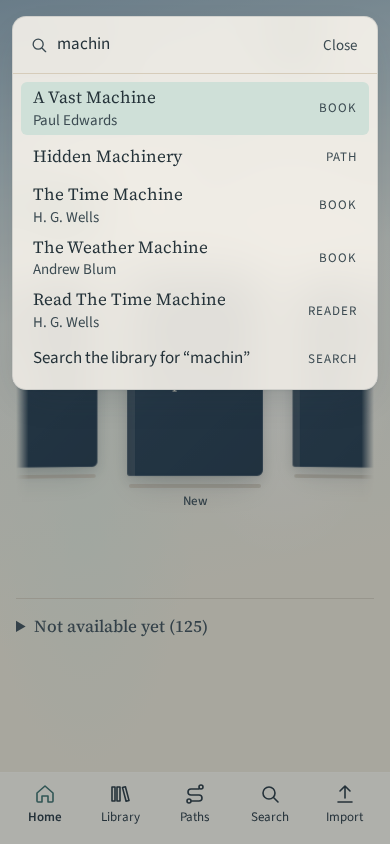 machin
Close
A Vast Machine
Paul Edwards
BOOK
Hidden Machinery
PATH
The Time Machine
H. G. Wells
BOOK
The Weather Machine
Andrew Blum
BOOK
Read The Time Machine
H. G. Wells
READER
Search the library for “machin”
SEARCH
New
Not available yet (125)
Home
Library
Paths
Search
Import